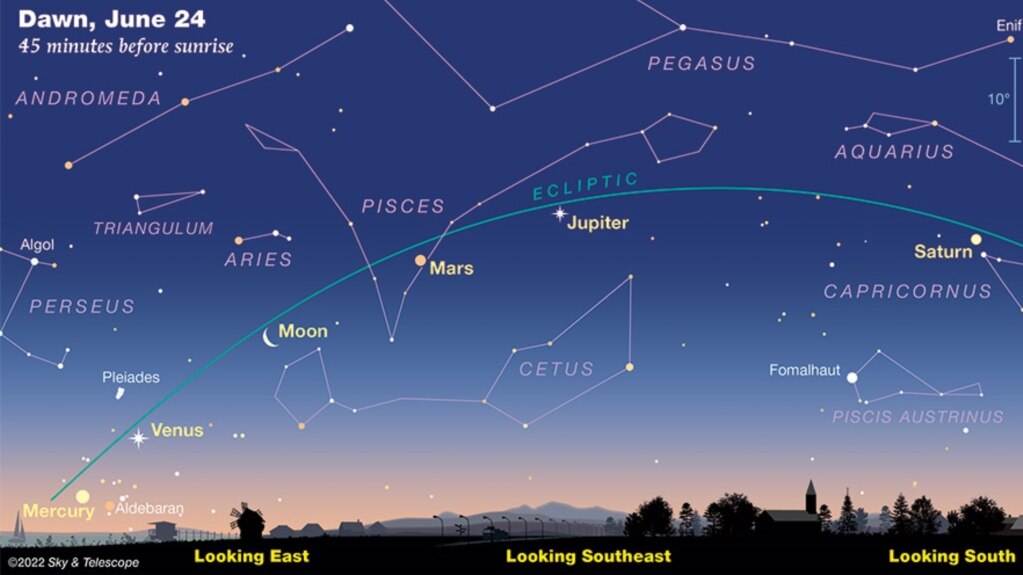 Dawn, June 24
45 minutes before sunrise
Enif
PEGASUS
ANDROMEDA
10°
AQUARIUS
ECLIPTIC
PISCES
Jupiter
TRIANGULUM
Algol
ARIES
Mars
Saturn
PERSEUS
CAPRICORNUS
Moon
CETUS
Fomalhaut
Pleiades
PISCIS AUSTRINUS
Venus
Mercury
Aldebaran
Looking East
Looking Southeast
Looking South
©2022 Sky & Telescope